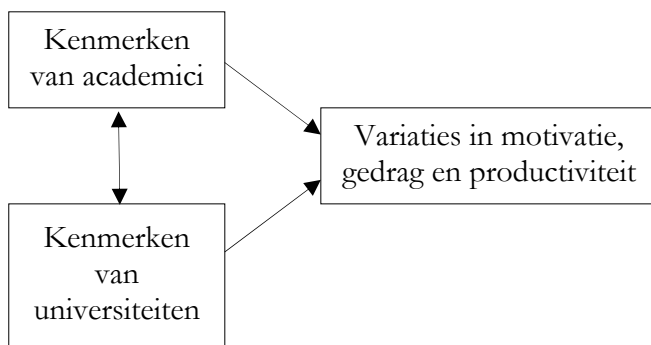 Kenmerken
van academici
Variaties in motivatie,
gedrag en productiviteit
Kenmerken
van
universiteiten